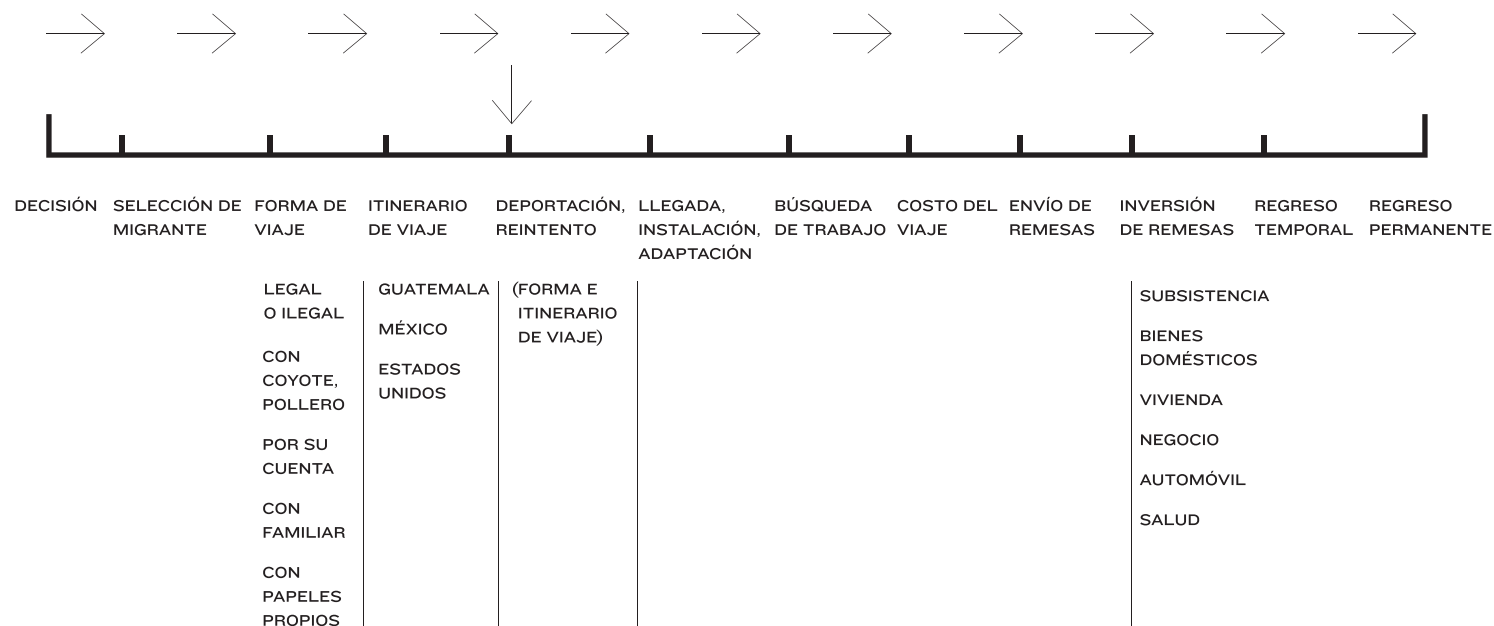 DECISIÓN
SELECCIÓN DE
MIGRANTE
FORMA DE
VIAJE
ITINERARIO
DE VIAJE
DEPORTACIÓN,
REINTENTO
LLEGADA,
INSTALACIÓN,
ADAPTACIÓN
BÚSQUEDA
DE TRABAJO
COSTO DEL
VIAJE
ENVÍO DE
REMESAS
INVERSIÓN
DE REMESAS
REGRESO
TEMPORAL
REGRESO
PERMANENTE
LEGAL
O ILEGAL
CON
COYOTE,
POLLERO
POR SU
CUENTA
CON
FAMILIAR
CON
PAPELES
PROPIOS
GUATEMALA
MÉXICO
ESTADOS
UNIDOS
(FORMA E
ITINERARIO
DE VIAJE)
SUBSISTENCIA
BIENES
DOMÉSTICOS
VIVIENDA
NEGOCIO
AUTOMÓVIL
SALUD